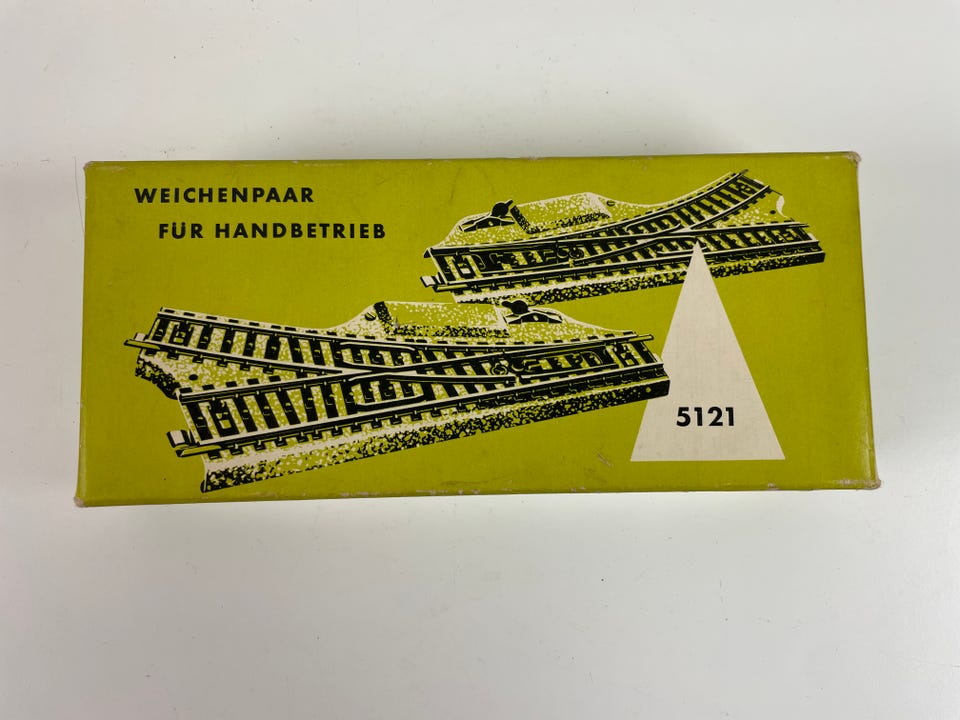 WEICHENPAAR
FÜR HANDBETRIEB
5121